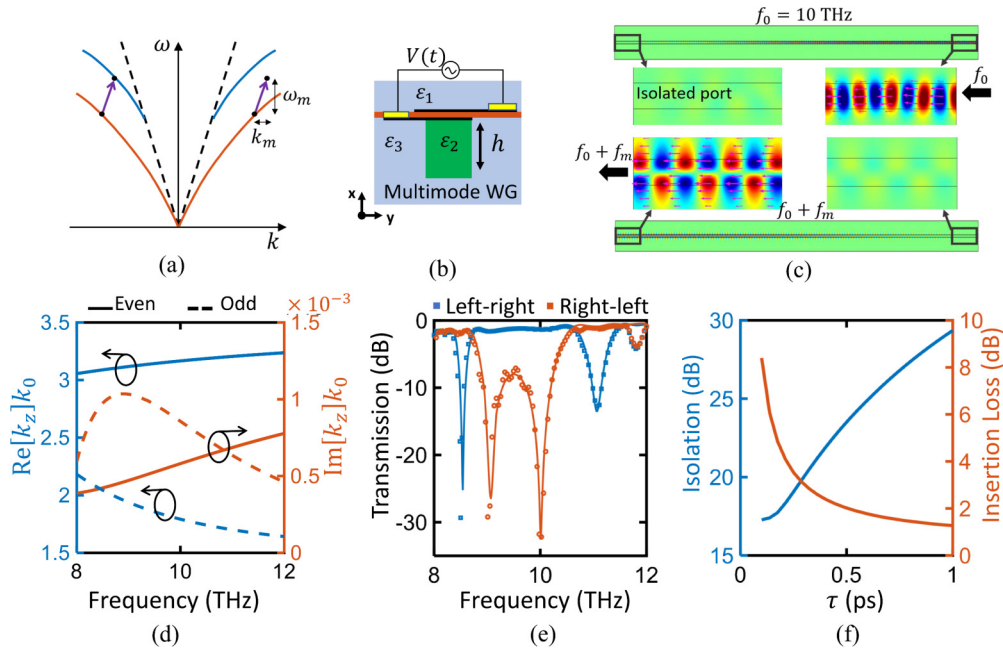 ω
ω_m
k_m
k
(a)
V(t)
ε_1
ε_3
ε_2
h
Multimode WG
x
y
(b)
f_0 = 10 THz
Isolated port
f_0
f_0 + f_m
f_0 + f_m
(c)
Even
Odd
× 10^-3
3.5
3
2.5
2
1.5
Re[k_z]k_0
1.5
1
0.5
0
Im[k_z]k_0
8
10
12
Frequency (THz)
(d)
Left-right
Right-left
0
-10
-20
-30
Transmission (dB)
8
10
12
Frequency (THz)
(e)
30
25
20
15
Isolation (dB)
10
8
6
4
2
0
Insertion Loss (dB)
0
0.5
1
τ (ps)
(f)